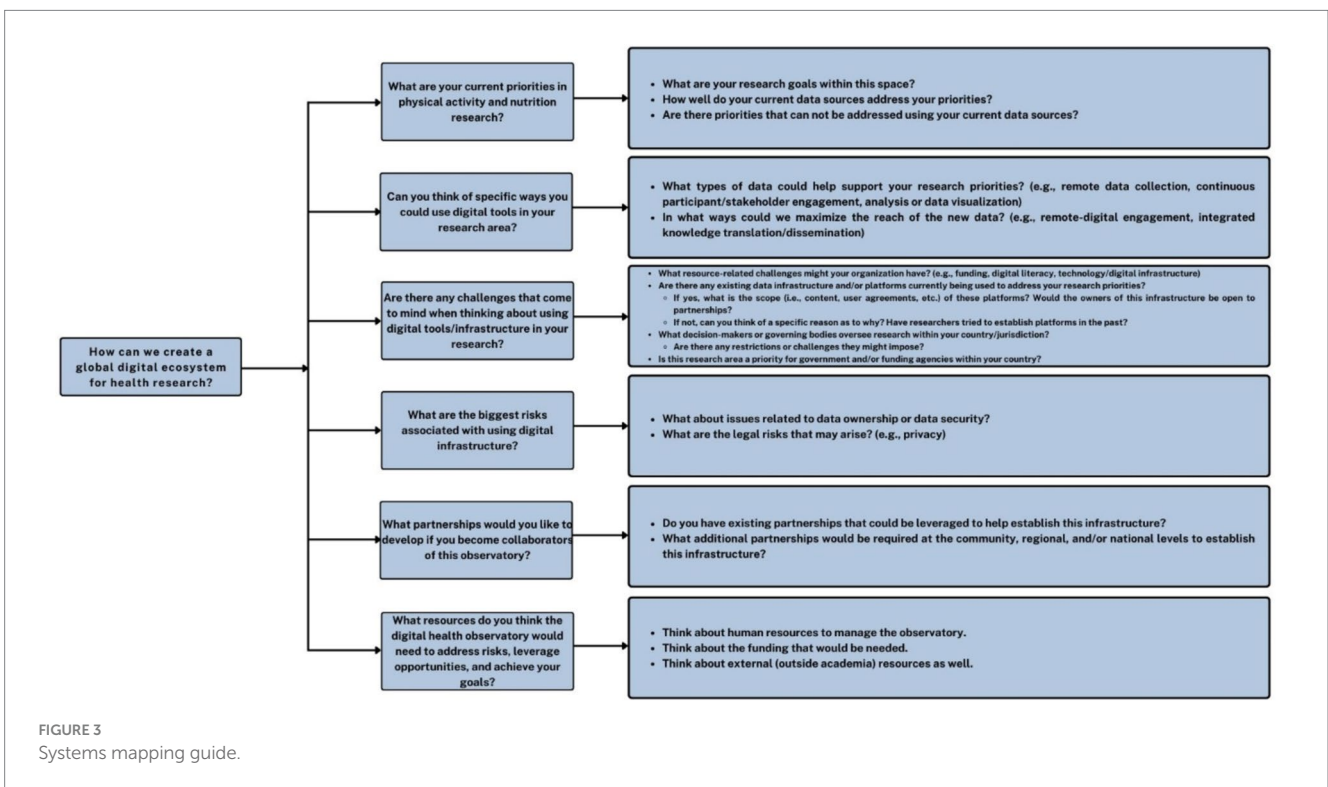 How can we create a
global digital ecosystem
for health research?
What are your current priorities in
physical activity and nutrition
research?
• What are your research goals within this space?
• How well do your current data sources address your priorities?
• Are there priorities that can not be addressed using your current data sources?
Can you think of specific ways you
could use digital tools in your
research area?
• What types of data could help support your research priorities? (e.g., remote data collection, continuous
participant/stakeholder engagement, analysis or data visualization)
• In what ways could we maximize the reach of the new data? (e.g., remote-digital engagement, integrated
knowledge translation/dissemination)
Are there any challenges that come
to mind when thinking about using
digital tools/infrastructure in your
research?
• What resource-related challenges might your organization have? (e.g., funding, digital literacy, technology/digital infrastructure)
• Are there any existing data infrastructure and/or platforms currently being used to address your research priorities?
◦ If yes, what is the scope (i.e., content, user agreements, etc.) of these platforms? Would the owners of this infrastructure be open to
partnerships?
◦ If not, can you think of a specific reason as to why? Have researchers tried to establish platforms in the past?
• What decision-makers or governing bodies oversee research within your country/jurisdiction?
◦ Are there any restrictions or challenges they might impose?
• Is this research area a priority for government and/or funding agencies within your country?
What are the biggest risks
associated with using digital
infrastructure?
• What about issues related to data ownership or data security?
• What are the legal risks that may arise? (e.g., privacy)
What partnerships would you like to
develop if you become collaborators
of this observatory?
• Do you have existing partnerships that could be leveraged to help establish this infrastructure?
• What additional partnerships would be required at the community, regional, and/or national levels to establish
this infrastructure?
What resources do you think the
digital health observatory would
need to address risks, leverage
opportunities, and achieve your
goals?
• Think about human resources to manage the observatory.
• Think about the funding that would be needed.
• Think about external (outside academia) resources as well.
FIGURE 3
Systems mapping guide.